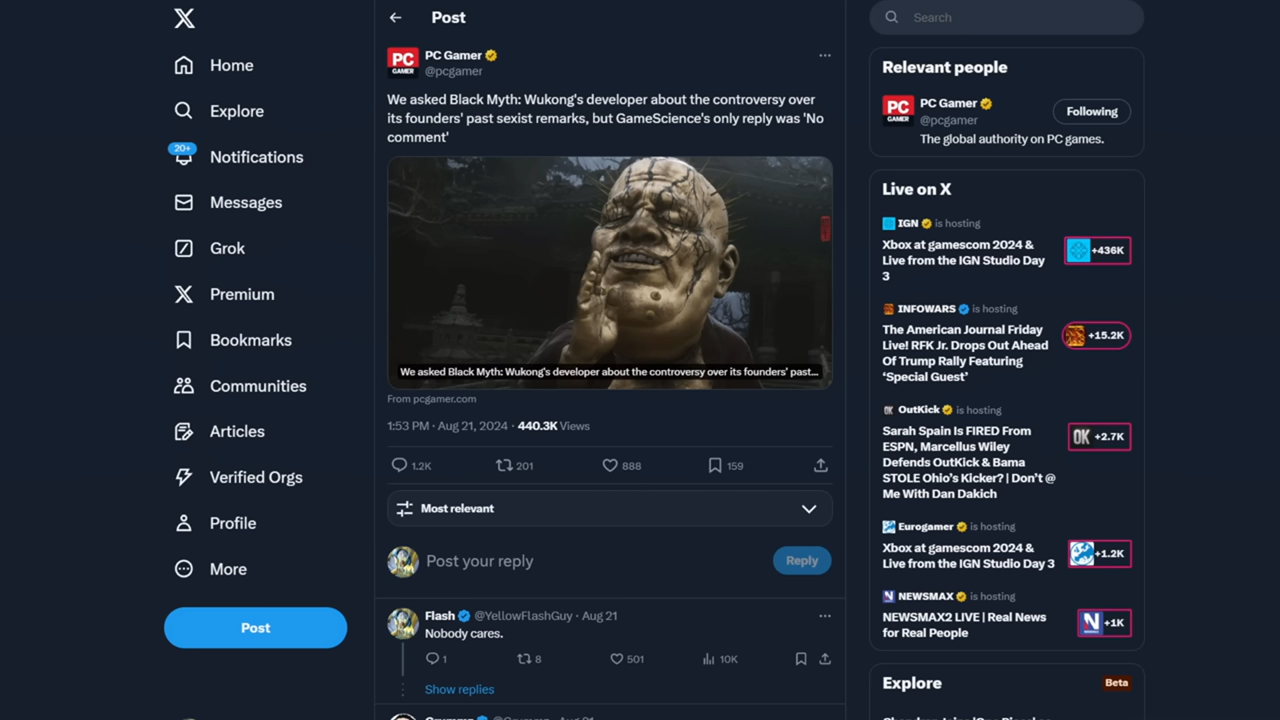 Home
Explore
20+
Notifications
Messages
Grok
Premium
Bookmarks
Communities
Articles
Verified Orgs
Profile
More
Post
Post
PC Gamer
@pcgamer
We asked Black Myth: Wukong's developer about the controversy over
its founders' past sexist remarks, but GameScience's only reply was 'No
comment'
PC
GAMER
We asked Black Myth: Wukong's developer about the controversy over its founders' past...
From pcgamer.com
1:53 PM · Aug 21, 2024 · 440.3K Views
1.2K 201 888 159
Most relevant
Post your reply
Reply
Flash @YellowFlashGuy · Aug 21
Nobody cares.
1 8 501 10K
Show replies
Search
Relevant people
PC
GAMER
PC Gamer
@pcgamer
Following
The global authority on PC games.
Live on X
IGN is hosting
Xbox at gamescom 2024 &
Live from the IGN Studio Day
3
+436K
INFOWARS is hosting
The American Journal Friday
Live! RFK Jr. Drops Out Ahead
Of Trump Rally Featuring
'Special Guest'
+15.2K
OK OutKick is hosting
Sarah Spain Is FIRED From
ESPN, Marcellus Wiley
Defends OutKick & Bama
STOLE Ohio's Kicker? | Don't @
Me With Dan Dakich
OK +2.7K
Eurogamer is hosting
Xbox at gamescom 2024 &
Live from the IGN Studio Day 3
+1.2K
N NEWSMAX is hosting
NEWSMAX2 LIVE | Real News
for Real People
N +1K
Explore
Beta